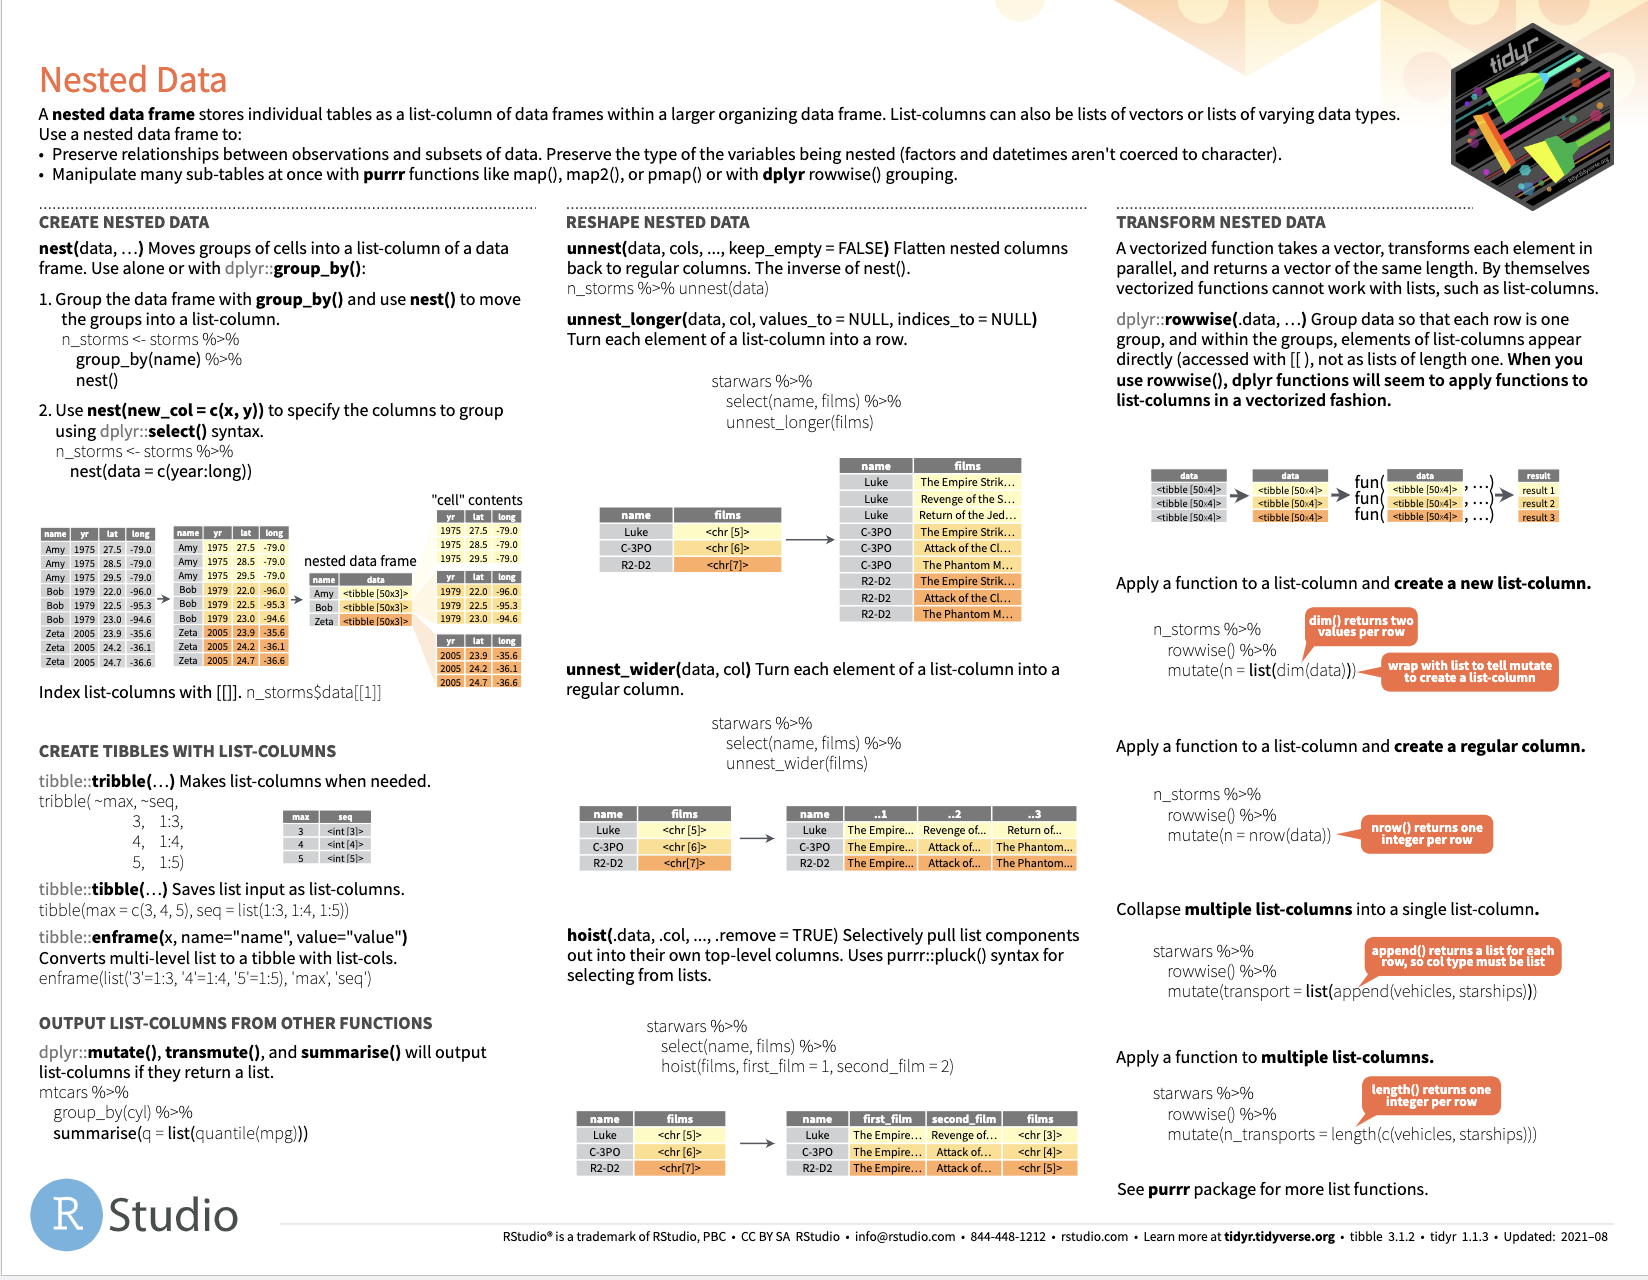 tidyr
tidyr.tidyverse.org
Nested Data
A nested data frame stores individual tables as a list-column of data frames within a larger organizing data frame. List-columns can also be lists of vectors or lists of varying data types.
Use a nested data frame to:
• Preserve relationships between observations and subsets of data. Preserve the type of the variables being nested (factors and datetimes aren't coerced to character).
• Manipulate many sub-tables at once with purrr functions like map(), map2(), or pmap() or with dplyr rowwise() grouping.
CREATE NESTED DATA
nest(data, …) Moves groups of cells into a list-column of a data
frame. Use alone or with dplyr::group_by():
1. Group the data frame with group_by() and use nest() to move
the groups into a list-column.
n_storms <- storms %>%
group_by(name) %>%
nest()
2. Use nest(new_col = c(x, y)) to specify the columns to group
using dplyr::select() syntax.
n_storms <- storms %>%
nest(data = c(year:long))
name yr lat long
Amy 1975 27.5 -79.0
Amy 1975 28.5 -79.0
Amy 1975 29.5 -79.0
Bob 1979 22.0 -96.0
Bob 1979 22.5 -95.3
Bob 1979 23.0 -94.6
Zeta 2005 23.9 -35.6
Zeta 2005 24.2 -36.1
Zeta 2005 24.7 -36.6
name yr lat long
Amy 1975 27.5 -79.0
Amy 1975 28.5 -79.0
Amy 1975 29.5 -79.0
Bob 1979 22.0 -96.0
Bob 1979 22.5 -95.3
Bob 1979 23.0 -94.6
Zeta 2005 23.9 -35.6
Zeta 2005 24.2 -36.1
Zeta 2005 24.7 -36.6
nested data frame
name data
Amy <tibble [50x3]>
Bob <tibble [50x3]>
Zeta <tibble [50x3]>
"cell" contents
yr lat long
1975 27.5 -79.0
1975 28.5 -79.0
1975 29.5 -79.0
yr lat long
1979 22.0 -96.0
1979 22.5 -95.3
1979 23.0 -94.6
yr lat long
2005 23.9 -35.6
2005 24.2 -36.1
2005 24.7 -36.6
Index list-columns with [[]]. n_storms$data[[1]]
CREATE TIBBLES WITH LIST-COLUMNS
tibble::tribble(…) Makes list-columns when needed.
tribble( ~max, ~seq,
3, 1:3,
4, 1:4,
5, 1:5)
max seq
3 <int [3]>
4 <int [4]>
5 <int [5]>
tibble::tibble(…) Saves list input as list-columns.
tibble(max = c(3, 4, 5), seq = list(1:3, 1:4, 1:5))
tibble::enframe(x, name="name", value="value")
Converts multi-level list to a tibble with list-cols.
enframe(list('3'=1:3, '4'=1:4, '5'=1:5), 'max', 'seq')
OUTPUT LIST-COLUMNS FROM OTHER FUNCTIONS
dplyr::mutate(), transmute(), and summarise() will output
list-columns if they return a list.
mtcars %>%
group_by(cyl) %>%
summarise(q = list(quantile(mpg)))
RESHAPE NESTED DATA
unnest(data, cols, ..., keep_empty = FALSE) Flatten nested columns
back to regular columns. The inverse of nest().
n_storms %>% unnest(data)
unnest_longer(data, col, values_to = NULL, indices_to = NULL)
Turn each element of a list-column into a row.
starwars %>%
select(name, films) %>%
unnest_longer(films)
name films
Luke <chr [5]>
C-3PO <chr [6]>
R2-D2 <chr[7]>
name films
Luke The Empire Strik…
Luke Revenge of the S…
Luke Return of the Jed…
C-3PO The Empire Strik…
C-3PO Attack of the Cl…
C-3PO The Phantom M…
R2-D2 The Empire Strik…
R2-D2 Attack of the Cl…
R2-D2 The Phantom M…
unnest_wider(data, col) Turn each element of a list-column into a
regular column.
starwars %>%
select(name, films) %>%
unnest_wider(films)
name films
Luke <chr [5]>
C-3PO <chr [6]>
R2-D2 <chr[7]>
name ..1 ..2 ..3
Luke The Empire... Revenge of... Return of...
C-3PO The Empire... Attack of... The Phantom...
R2-D2 The Empire... Attack of... The Phantom...
hoist(.data, .col, ..., .remove = TRUE) Selectively pull list components
out into their own top-level columns. Uses purrr::pluck() syntax for
selecting from lists.
starwars %>%
select(name, films) %>%
hoist(films, first_film = 1, second_film = 2)
name films
Luke <chr [5]>
C-3PO <chr [6]>
R2-D2 <chr[7]>
name first_film second_film films
Luke The Empire… Revenge of… <chr [3]>
C-3PO The Empire… Attack of… <chr [4]>
R2-D2 The Empire… Attack of… <chr [5]>
TRANSFORM NESTED DATA
A vectorized function takes a vector, transforms each element in
parallel, and returns a vector of the same length. By themselves
vectorized functions cannot work with lists, such as list-columns.
dplyr::rowwise(.data, …) Group data so that each row is one
group, and within the groups, elements of list-columns appear
directly (accessed with [[ ), not as lists of length one. When you
use rowwise(), dplyr functions will seem to apply functions to
list-columns in a vectorized fashion.
data
<tibble [50x4]>
<tibble [50x4]>
<tibble [50x4]>
data
<tibble [50x4]>
<tibble [50x4]>
<tibble [50x4]>
data
fun( <tibble [50x4]> , …)
fun( <tibble [50x4]> , …)
fun( <tibble [50x4]> , …)
result
result 1
result 2
result 3
Apply a function to a list-column and create a new list-column.
n_storms %>%
rowwise() %>%
mutate(n = list(dim(data)))
dim() returns two
values per row
wrap with list to tell mutate
to create a list-column
Apply a function to a list-column and create a regular column.
n_storms %>%
rowwise() %>%
mutate(n = nrow(data))
nrow() returns one
integer per row
Collapse multiple list-columns into a single list-column.
starwars %>%
rowwise() %>%
mutate(transport = list(append(vehicles, starships)))
append() returns a list for each
row, so col type must be list
Apply a function to multiple list-columns.
starwars %>%
rowwise() %>%
mutate(n_transports = length(c(vehicles, starships)))
length() returns one
integer per row
See purrr package for more list functions.
R Studio
RStudio® is a trademark of RStudio, PBC • CC BY SA RStudio • info@rstudio.com • 844-448-1212 • rstudio.com • Learn more at tidyr.tidyverse.org • tibble 3.1.2 • tidyr 1.1.3 • Updated: 2021–08